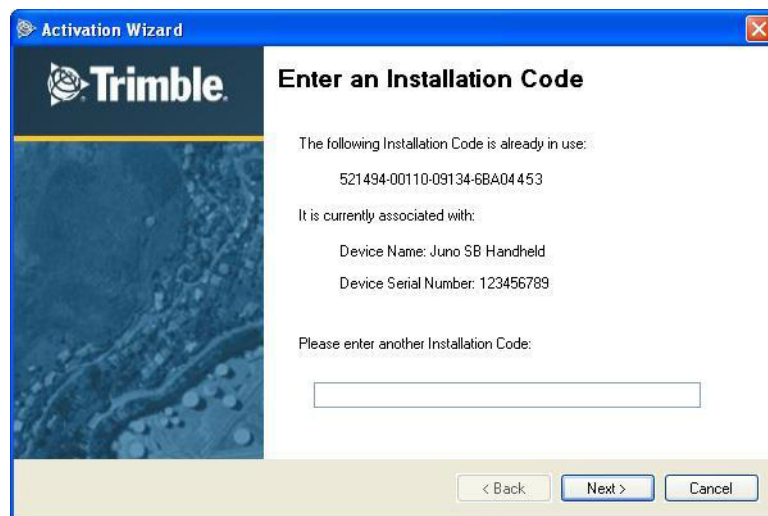 Activation Wizard
Trimble.
Enter an Installation Code
The following Installation Code is already in use:
521494-00110-09134-6BA04453
It is currently associated with:
Device Name: Juno SB Handheld
Device Serial Number: 123456789
Please enter another Installation Code:
< Back
Next >
Cancel